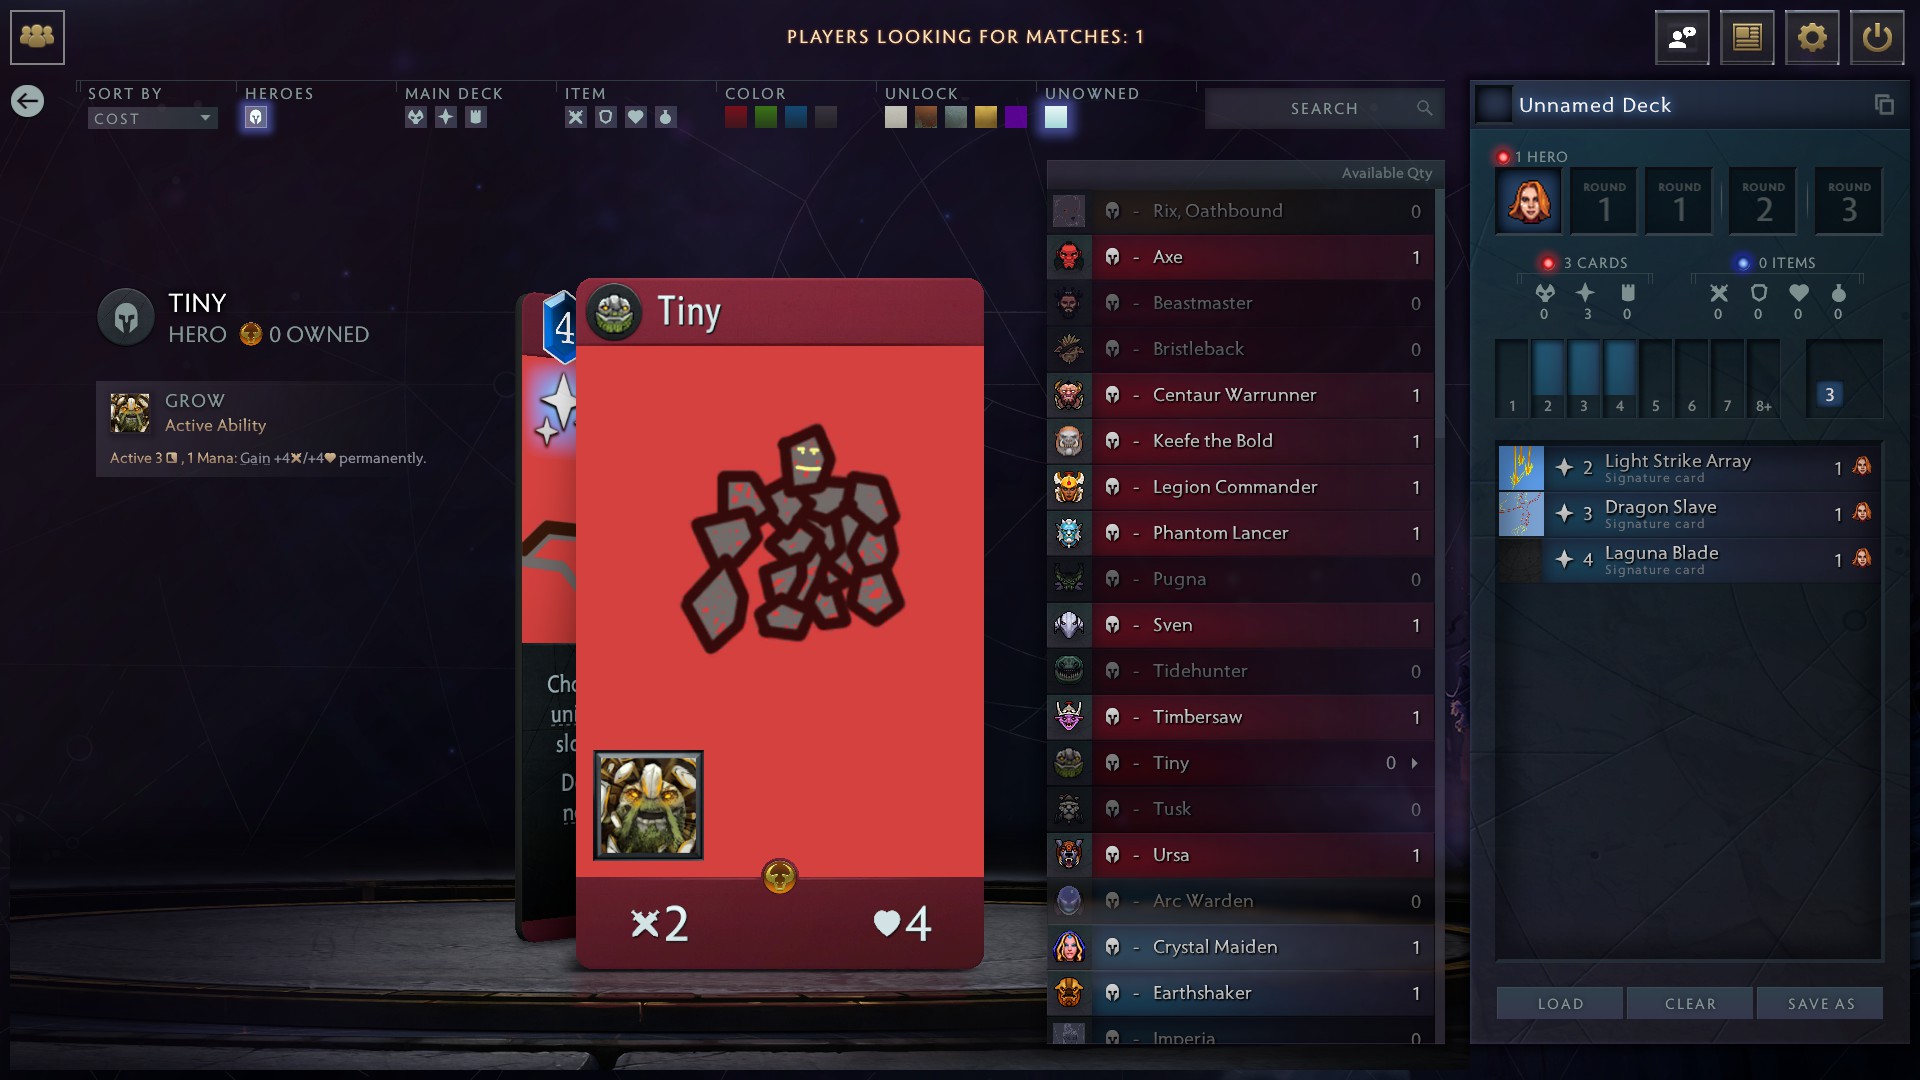 PLAYERS LOOKING FOR MATCHES: 1
SORT BY
COST
HEROES
MAIN DECK
ITEM
COLOR
UNLOCK
UNOWNED
SEARCH
TINY
HERO 0 OWNED
GROW
Active Ability
Active 3 , 1 Mana: Gain +4 /+4 permanently.
4
Tiny
2
4
Available Qty
- Rix, Oathbound 0
- Axe 1
- Beastmaster 0
- Bristleback 0
- Centaur Warrunner 1
- Keefe the Bold 1
- Legion Commander 1
- Phantom Lancer 1
- Pugna 0
- Sven 1
- Tidehunter 0
- Timbersaw 1
- Tiny 0
- Tusk 0
- Ursa 1
- Arc Warden 0
- Crystal Maiden 1
- Earthshaker 1
- Imperia 0
Unnamed Deck
1 HERO
ROUND 1
ROUND 1
ROUND 2
ROUND 3
3 CARDS
0 3 0
0 ITEMS
0 0 0 0
1 2 3 4 5 6 7 8+
3
2 Light Strike Array 1
Signature card
3 Dragon Slave 1
Signature card
4 Laguna Blade 1
Signature card
LOAD
CLEAR
SAVE AS